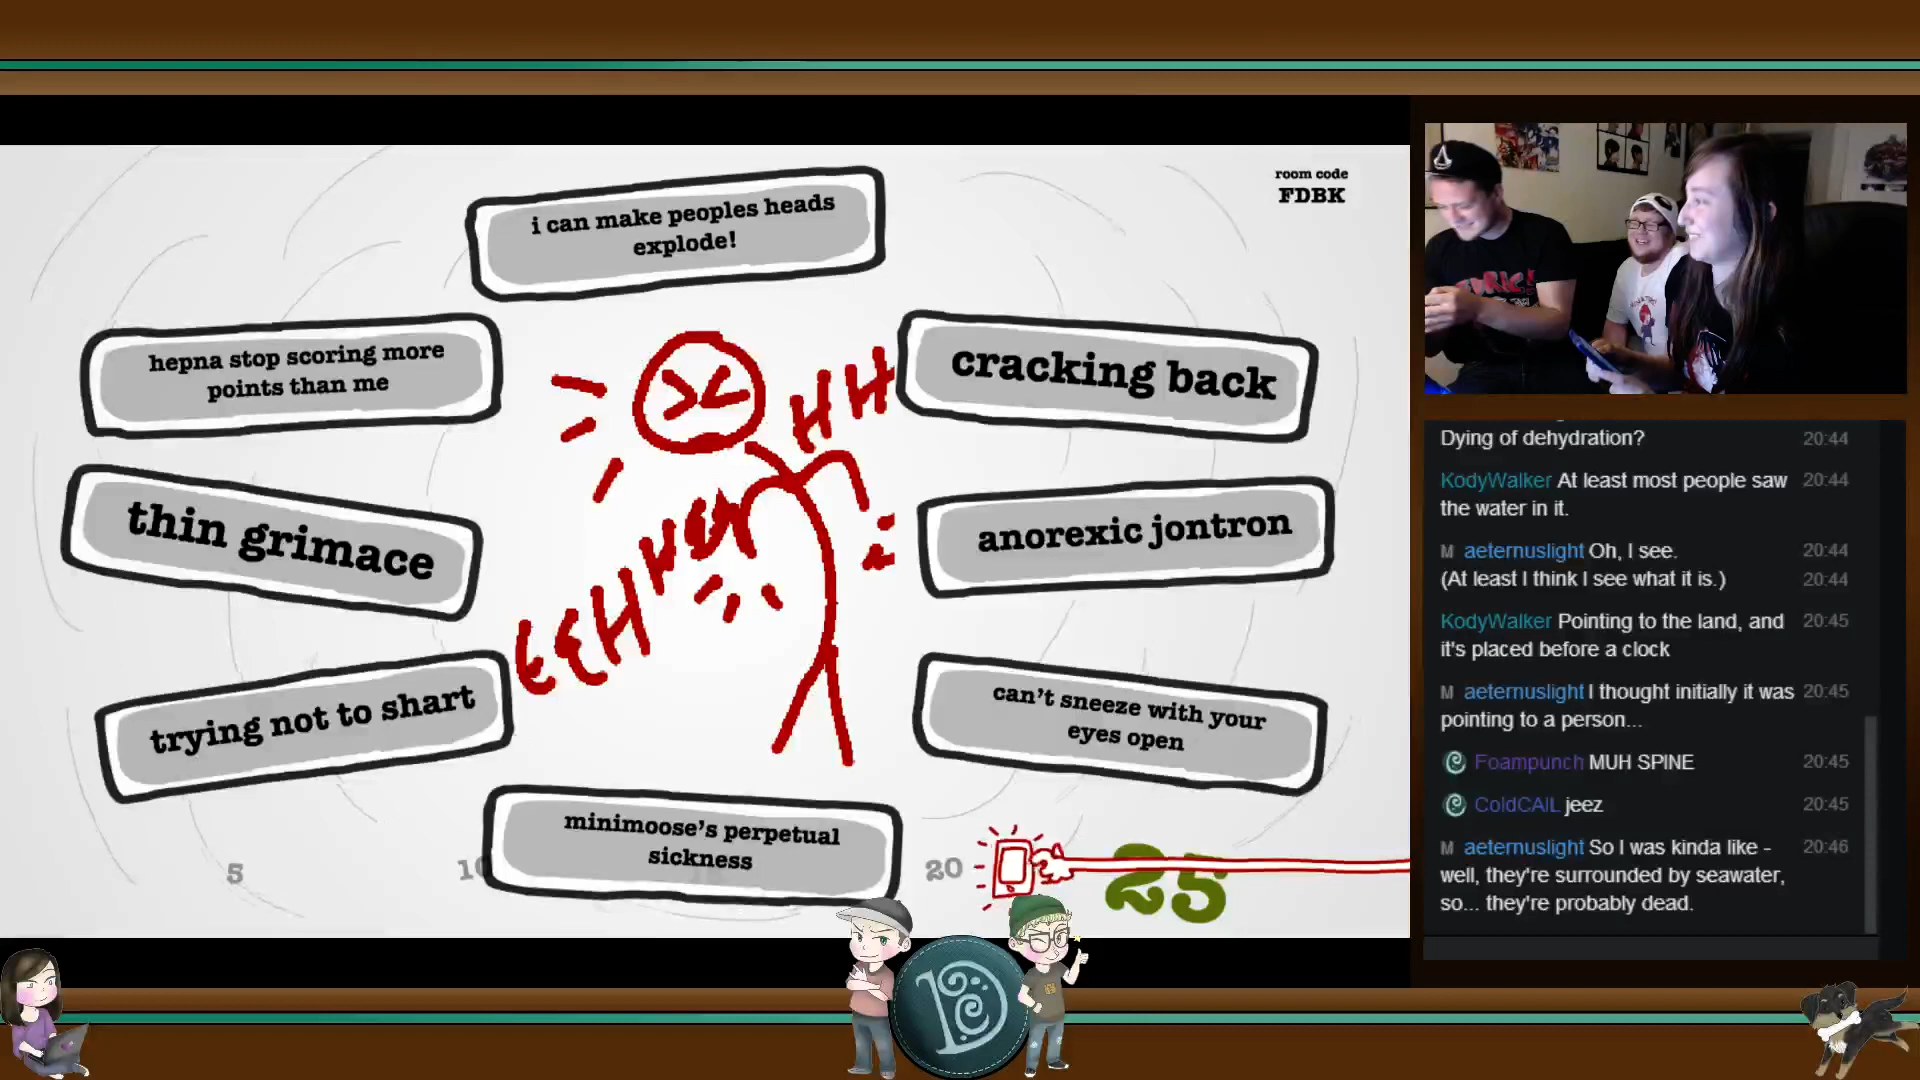 room code
FDBK
i can make peoples heads
explode!
hepna stop scoring more
points than me
cracking back
HH
thin grimace
anorexic jontron
EEHH
trying not to shart
can't sneeze with your
eyes open
minimoose's perpetual
sickness
5
10
20
25
Dying of dehydration? 20:44
KodyWalker At least most people saw 20:44
the water in it.
M aeternuslight Oh, I see. 20:44
(At least I think I see what it is.) 20:44
KodyWalker Pointing to the land, and 20:45
it's placed before a clock
M aeternuslight I thought initially it was 20:45
pointing to a person...
Foampunch MUH SPINE 20:45
ColdCAIL jeez 20:45
M aeternuslight So I was kinda like - 20:46
well, they're surrounded by seawater,
so... they're probably dead.